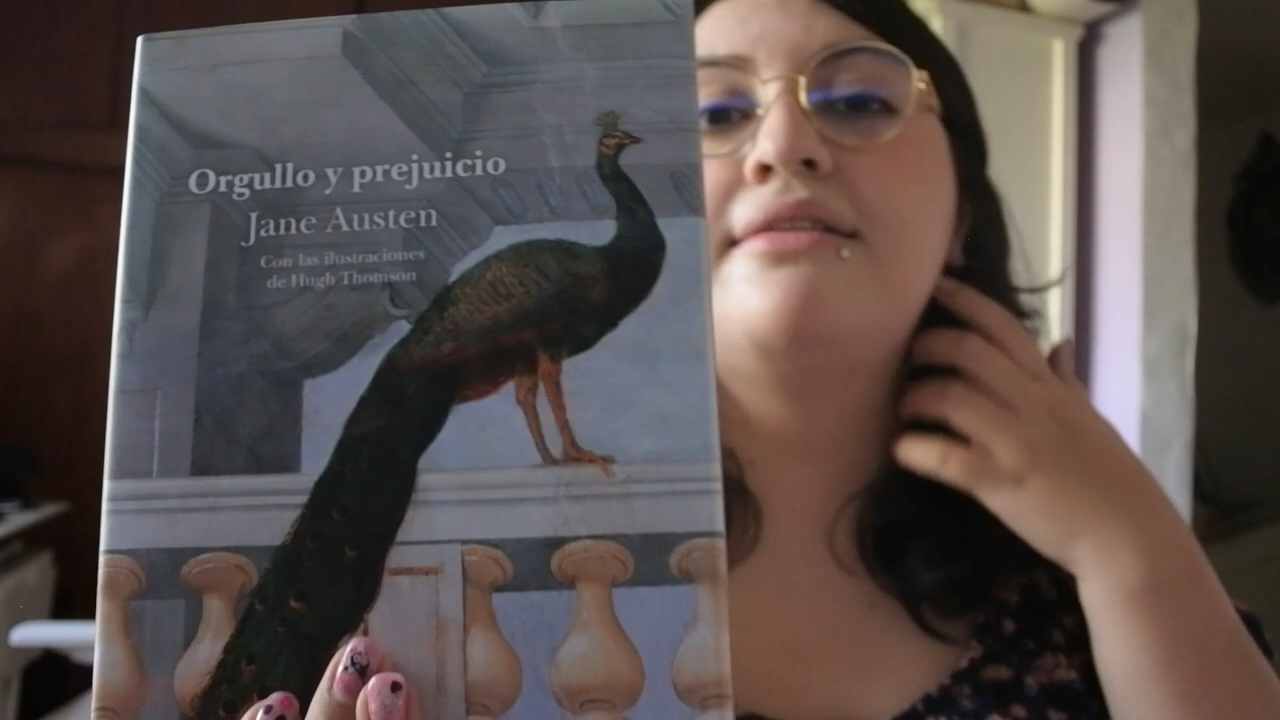 Orgullo y prejuicio
Jane Austen
Con las ilustraciones
de Hugh Thomson